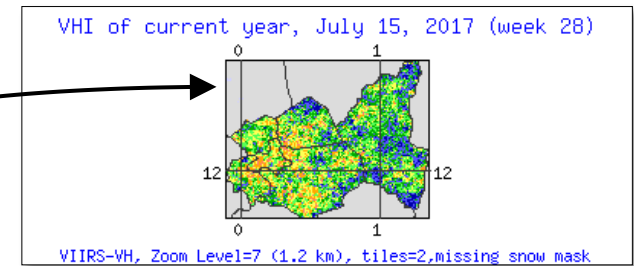 VHI of current year, July 15, 2017 (week 28)
0 1
12 12
0 1
VIIRS-VH, Zoom Level=7 (1.2 km), tiles=2,missing snow mask